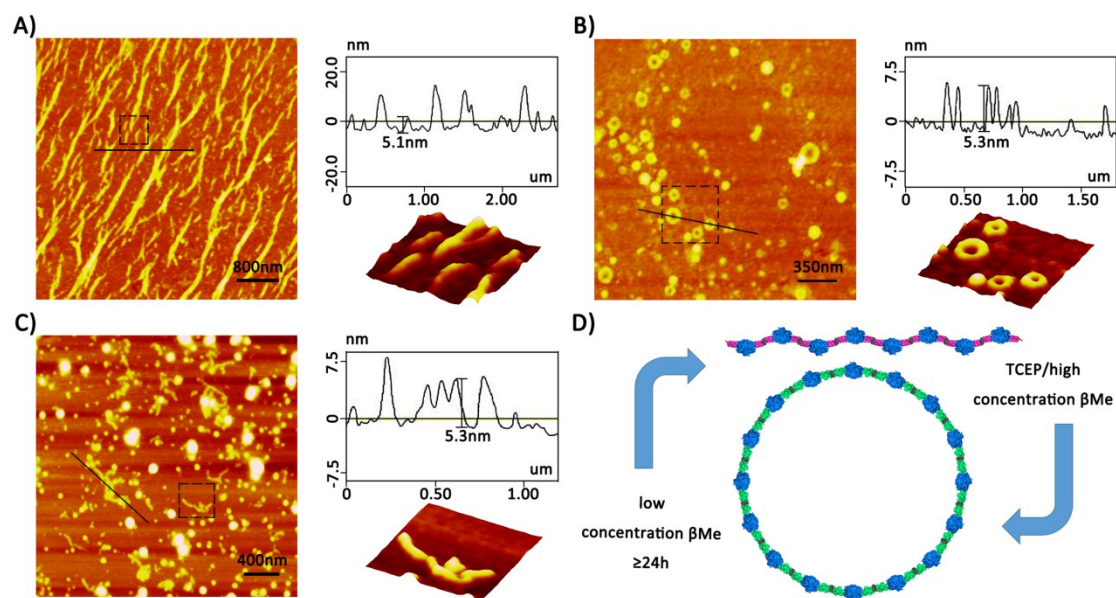 A)
nm
20.0
0
-20.0
5.1nm
um
0
1.00
2.00
800nm
B)
nm
7.5
0
-7.5
5.3nm
um
0
0.50
1.00
1.50
350nm
C)
nm
7.5
0
-7.5
5.3nm
um
0
0.50
1.00
400nm
D)
TCEP/high
concentration βMe
low
concentration βMe
≥24h